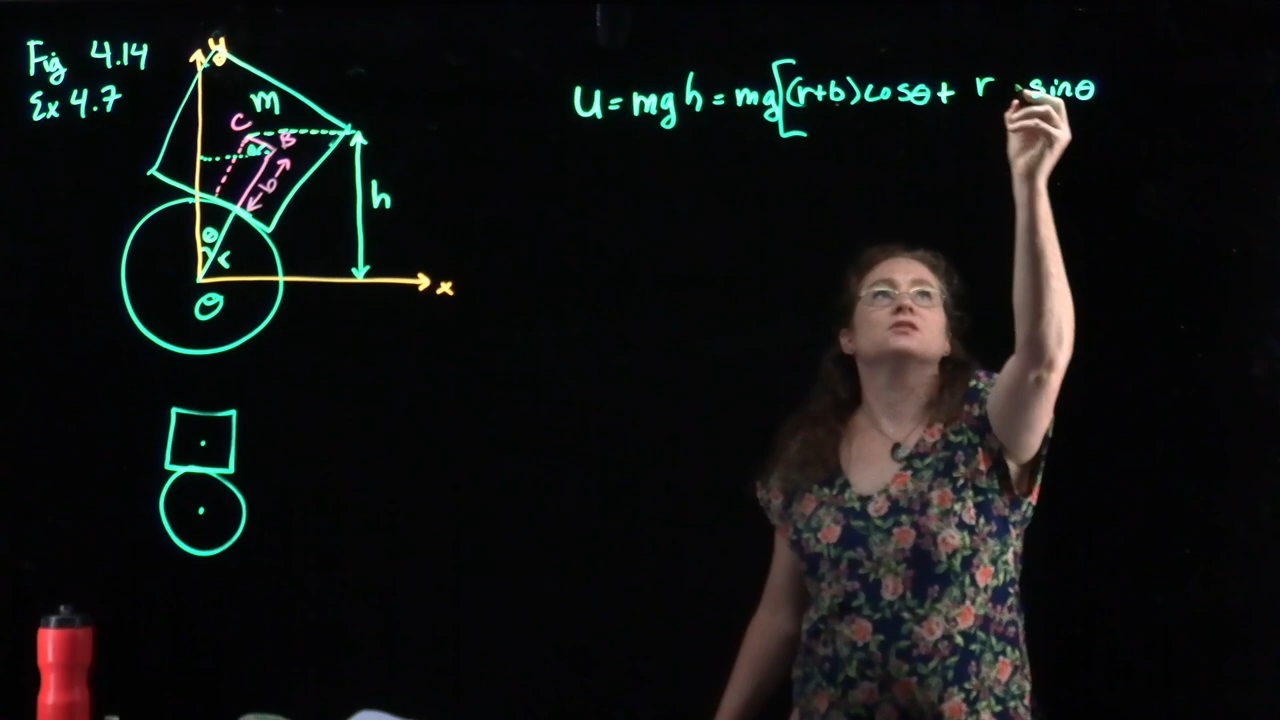 Fig 4.14
Ex 4.7
y
m
C
B
b
h
θ
r
x
O
U = mgh = mg[(r+b)cosθ + r sinθ